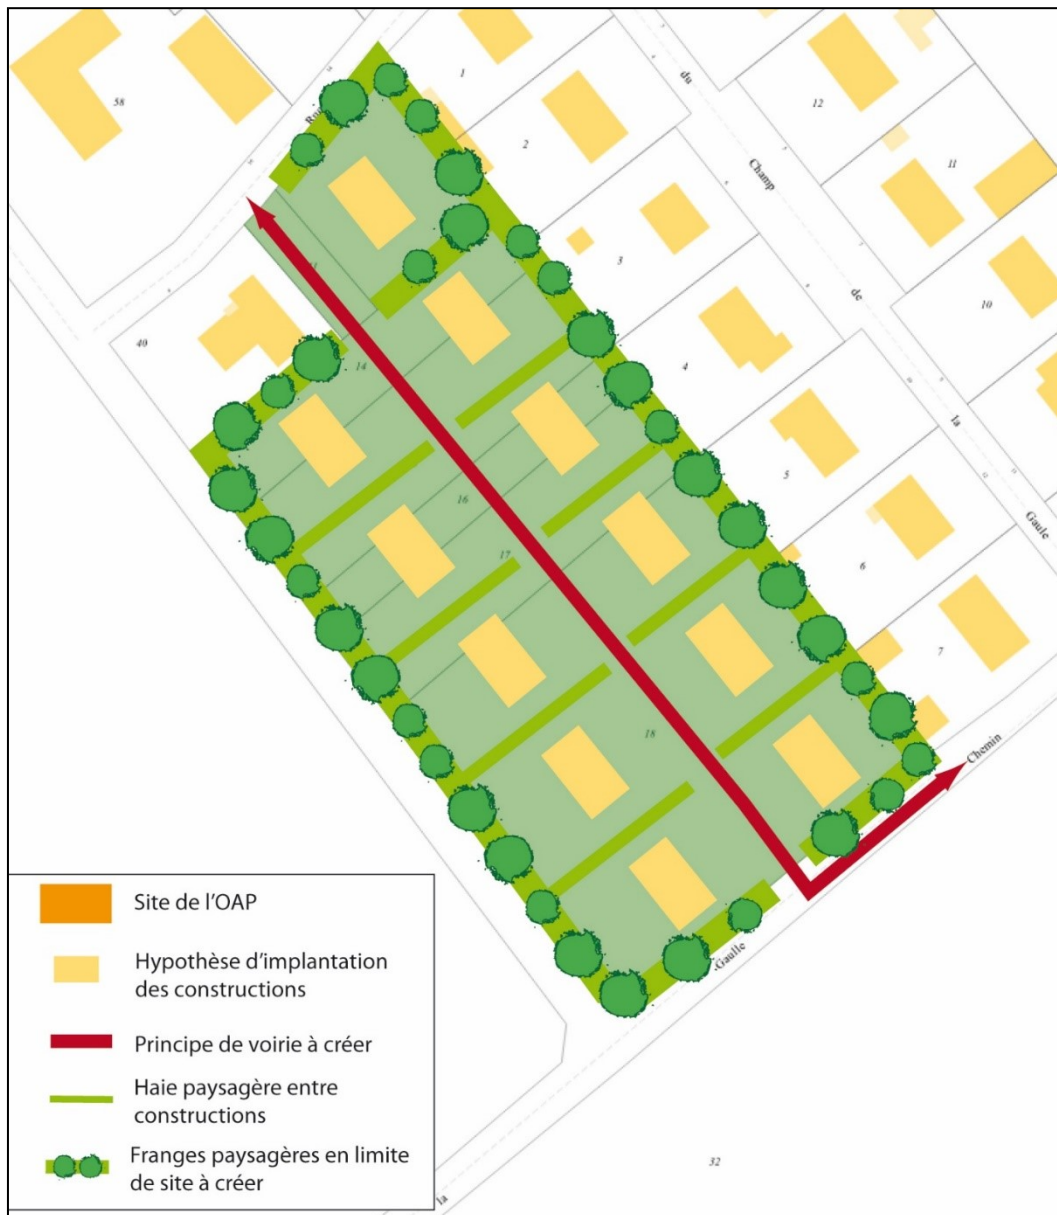 58
1
2
3
4
5
6
7
12
11
10
40
14
16
17
18
32
du
Champ
de
la
Gaule
Chemin
-Gaulle
la
Site de l'OAP
Hypothèse d'implantation
des constructions
Principe de voirie à créer
Haie paysagère entre
constructions
Franges paysagères en limite
de site à créer